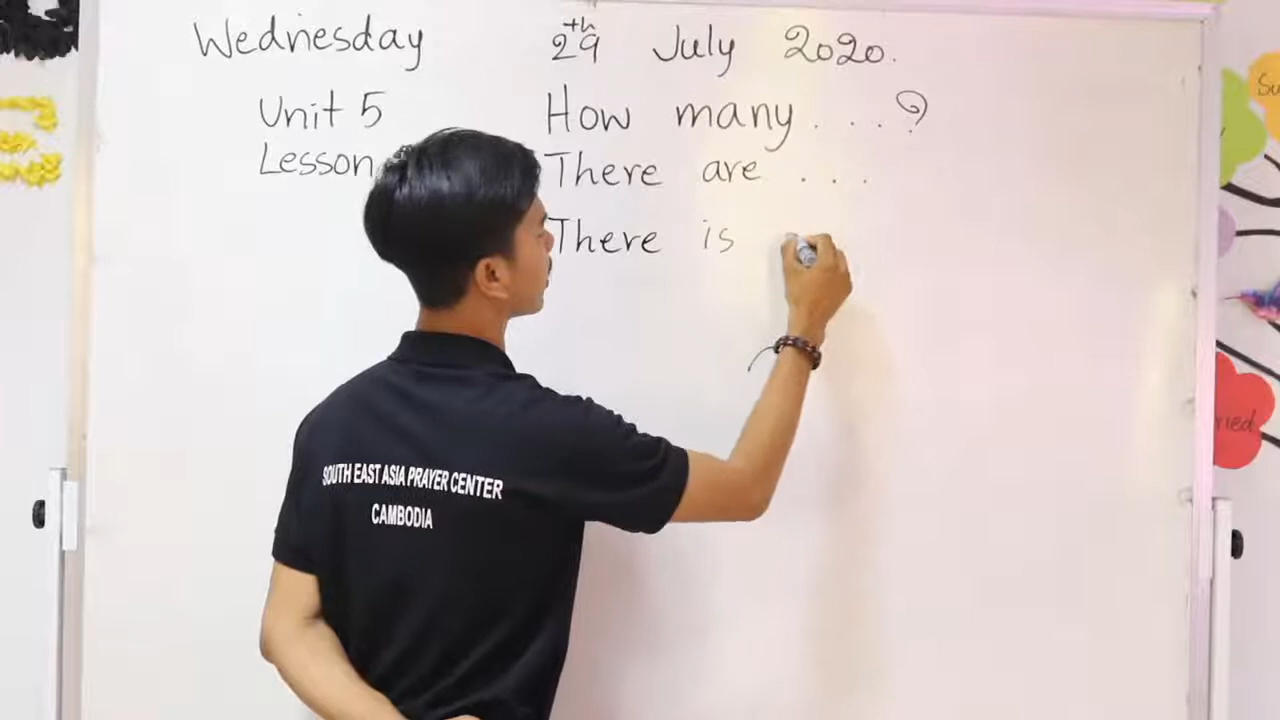 Wednesday 29th July 2020.
Unit 5 How many . . . ?
Lesson There are . . .
There is
SOUTH EAST ASIA PRAYER CENTER
CAMBODIA